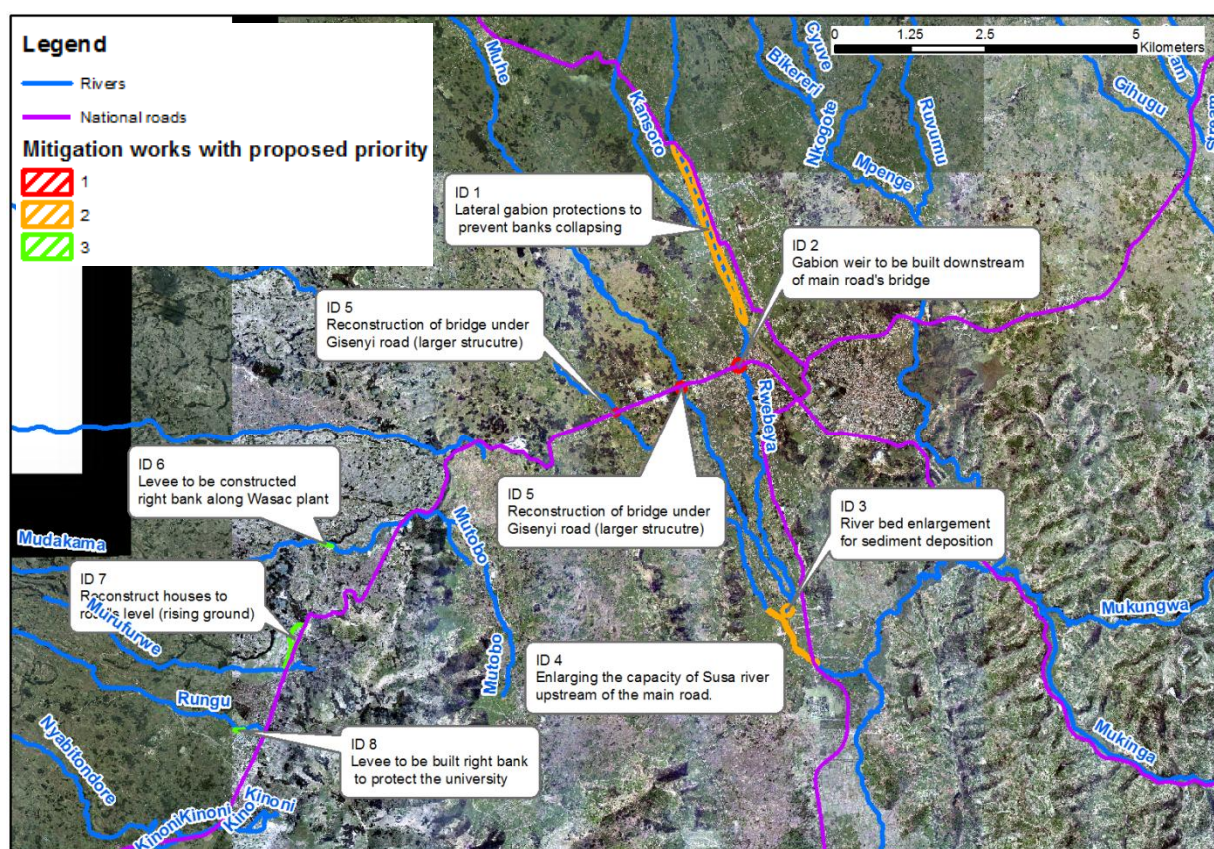 Legend
Rivers
National roads
Mitigation works with proposed priority
1
2
3
0 1.25 2.5 5
Kilometers
Muhe
Kansoro
Bikereri
Cyuve
Nkogote
Mpenge
Ruvumu
Gihugu
ID 1
Lateral gabion protections to
prevent banks collapsing
ID 2
Gabion weir to be built downstream
of main road's bridge
ID 5
Reconstruction of bridge under
Gisenyi road (larger strucutre)
Rwebeya
ID 6
Levee to be constructed
right bank along Wasac plant
ID 5
Reconstruction of bridge under
Gisenyi road (larger strucutre)
ID 3
River bed enlargement
for sediment deposition
Mudakama
Mutobo
Mutobo
ID 7
Reconstruct houses to
level (rising ground)
Murufurwe
Mukungwa
ID 4
Enlarging the capacity of Susa river
upstream of the main road.
Rungu
Nyabitondore
ID 8
Levee to be built right bank
to protect the university
Mukinga
Kinoni
Kinoni
Kino
Kinoni